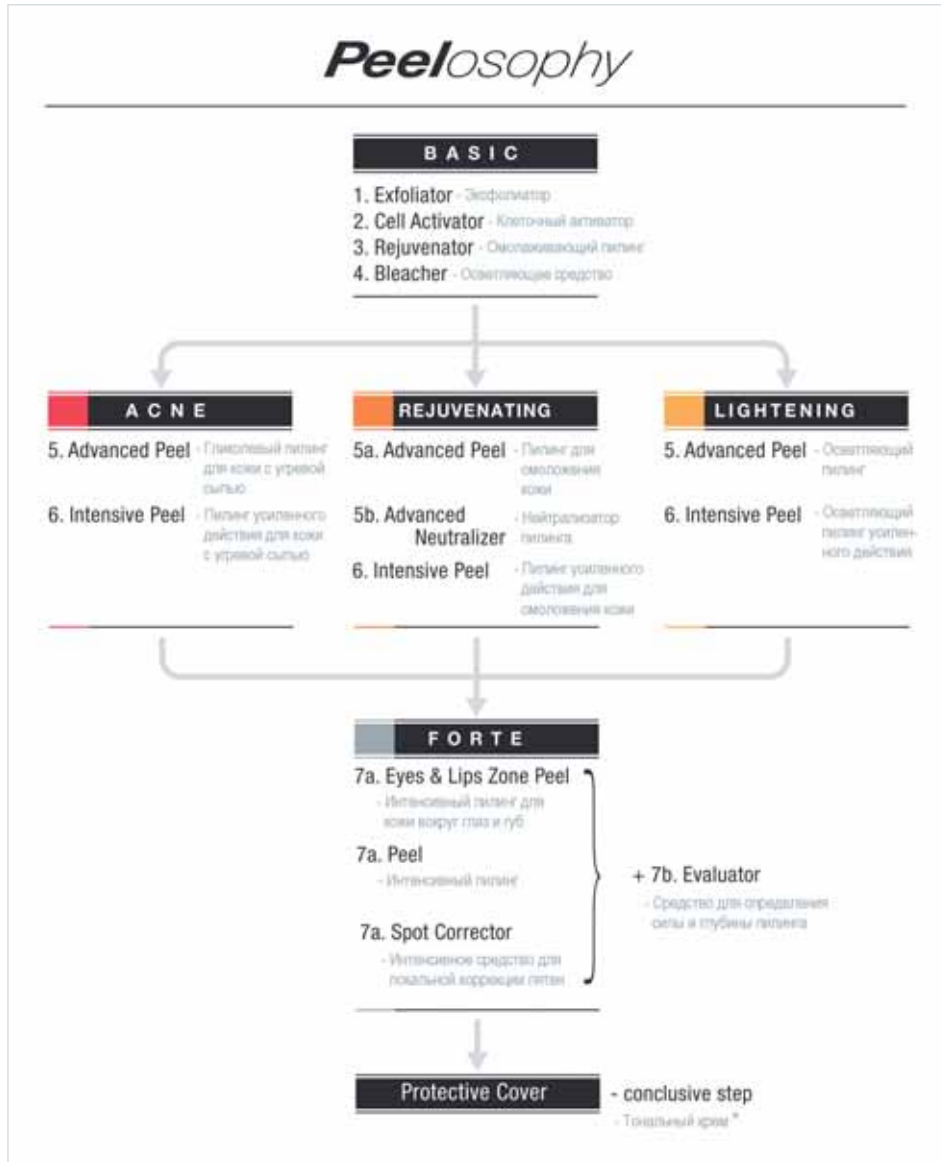 Peelosophy
BASIC
1. Exfoliator - Эксфолиатор
2. Cell Activator - Клеточный активатор
3. Rejuvenator - Омолаживающий пилинг
4. Bleacher - Осветляющее средство
ACNE
5. Advanced Peel - Гликолевый пилинг
для кожи с угревой
сыпью
6. Intensive Peel - Пилинг усиленного
действия для кожи
с угревой сыпью
REJUVENATING
5a. Advanced Peel - Пилинг для
омоложения
кожи
5b. Advanced - Нейтрализатор
Neutralizer пилинга
6. Intensive Peel - Пилинг усиленного
действия для
омоложения кожи
LIGHTENING
5. Advanced Peel - Осветляющий
пилинг
6. Intensive Peel - Осветляющий
пилинг усилен-
ного действия
FORTE
7a. Eyes & Lips Zone Peel
- Интенсивный пилинг для
кожи вокруг глаз и губ
7a. Peel
- Интенсивный пилинг
7a. Spot Corrector
- Интенсивное средство для
локальной коррекции пятен
+ 7b. Evaluator
- Средство для определения
силы и глубины пилинга
Protective Cover - conclusive step
- Тональный крем *